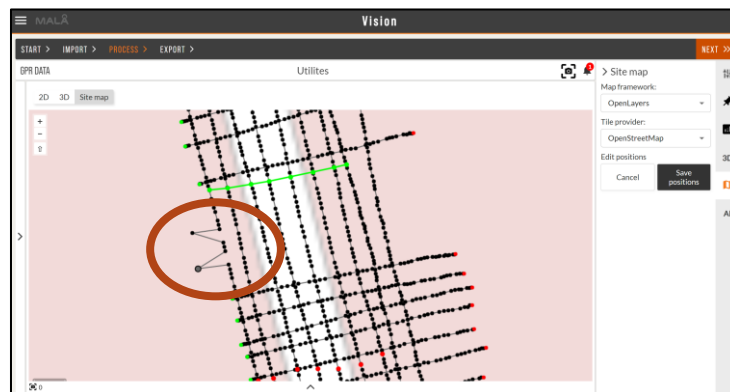 MALÅ
Vision
START > IMPORT > PROCESS > EXPORT >
NEXT
GPR DATA
Utilites
1
> Site map
2D 3D Site map
Map framework:
OpenLayers
Tile provider:
OpenStreetMap
Edit positions
Cancel
Save positions
+
−
⇧
3D
0